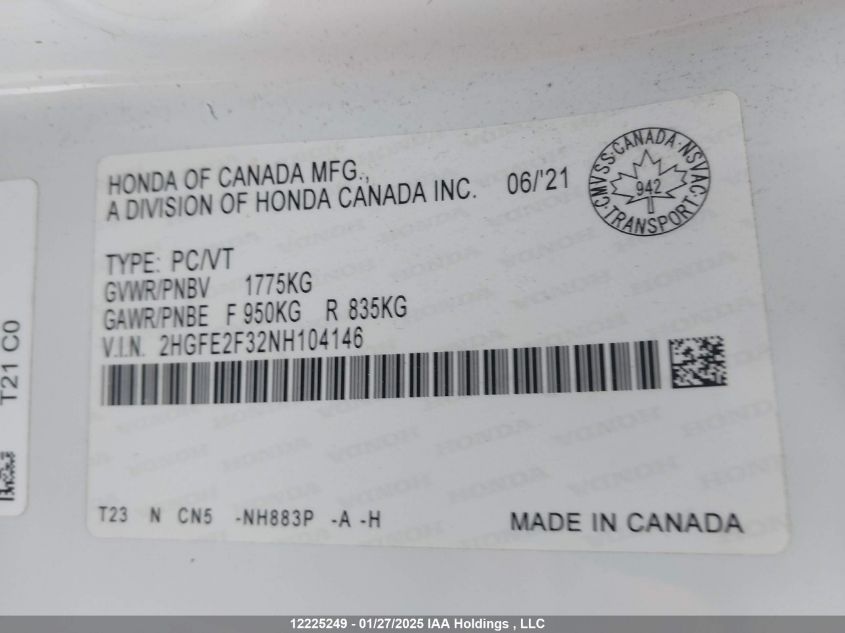 HONDA OF CANADA MFG.,
A DIVISION OF HONDA CANADA INC. 06/'21
CMVSS·CANADA·NSVAC·TRANSPORT·
942
TYPE: PC/VT
GVWR/PNBV 1775KG
GAWR/PNBE F 950KG R 835KG
V.I.N. 2HGFE2F32NH104146
T23 N CN5 -NH883P -A -H MADE IN CANADA
T21 C0
12225249 - 01/27/2025 IAA Holdings , LLC